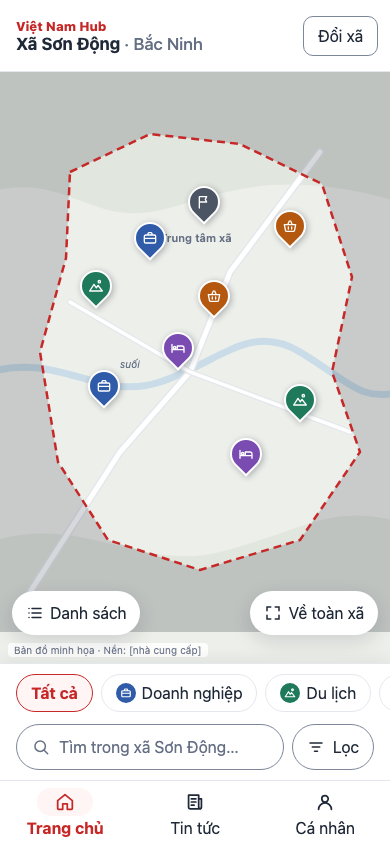 Việt Nam Hub
Xã Sơn Động · Bắc Ninh
Đổi xã
Trung tâm xã
suối
Danh sách
Về toàn xã
Bản đồ minh họa · Nền: [nhà cung cấp]
Tất cả
Doanh nghiệp
Du lịch
Tìm trong xã Sơn Động...
Lọc
Trang chủ
Tin tức
Cá nhân